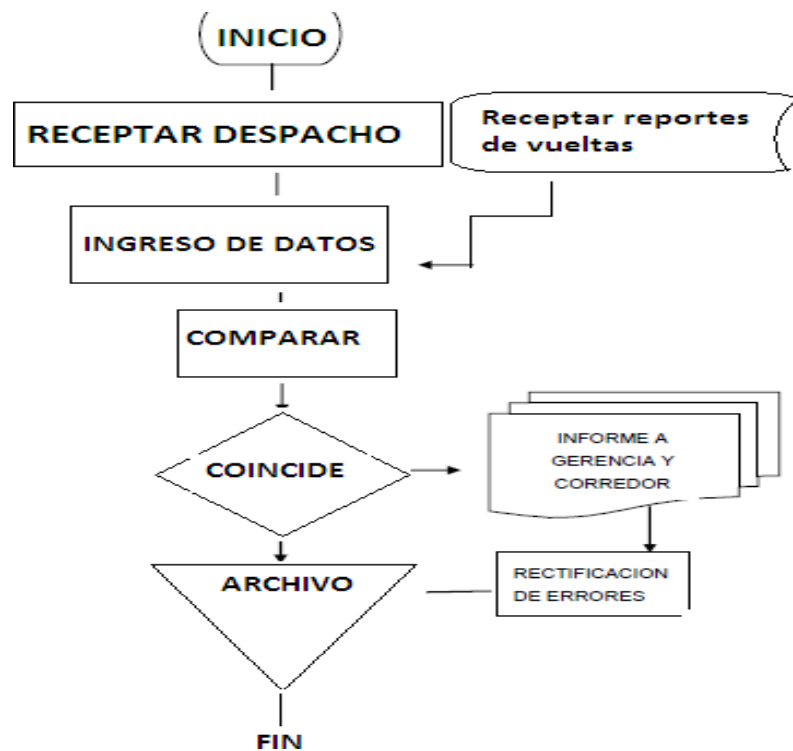 INICIO
RECEPTAR DESPACHO
Receptar reportes
de vueltas
INGRESO DE DATOS
COMPARAR
COINCIDE
INFORME A
GERENCIA Y
CORREDOR
ARCHIVO
RECTIFICACION
DE ERRORES
FIN